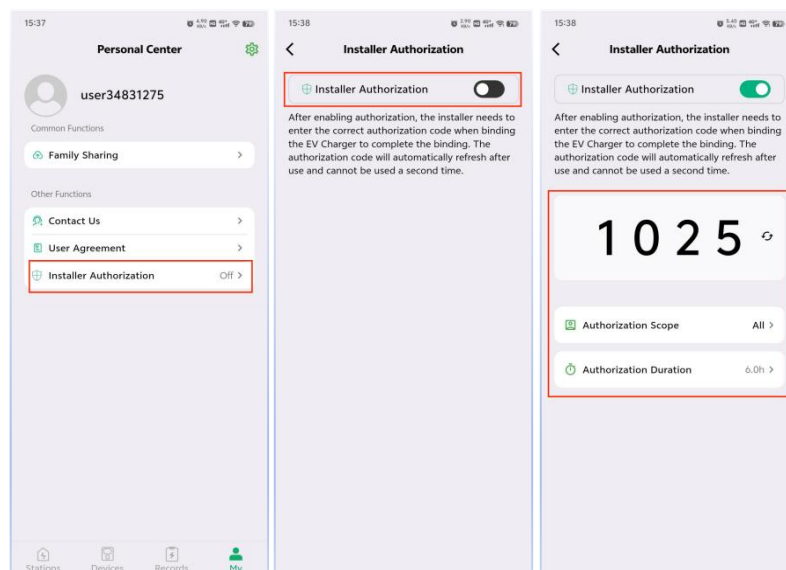 15:37
Personal Center
user34831275
Common Functions
Family Sharing
Other Functions
Contact Us
User Agreement
Installer Authorization Off
Stations Devices Records My
15:38
Installer Authorization
Installer Authorization
After enabling authorization, the installer needs to
enter the correct authorization code when binding
the EV Charger to complete the binding. The
authorization code will automatically refresh after
use and cannot be used a second time.
15:38
Installer Authorization
Installer Authorization
After enabling authorization, the installer needs to
enter the correct authorization code when binding
the EV Charger to complete the binding. The
authorization code will automatically refresh after
use and cannot be used a second time.
1025
Authorization Scope All
Authorization Duration 6.0h